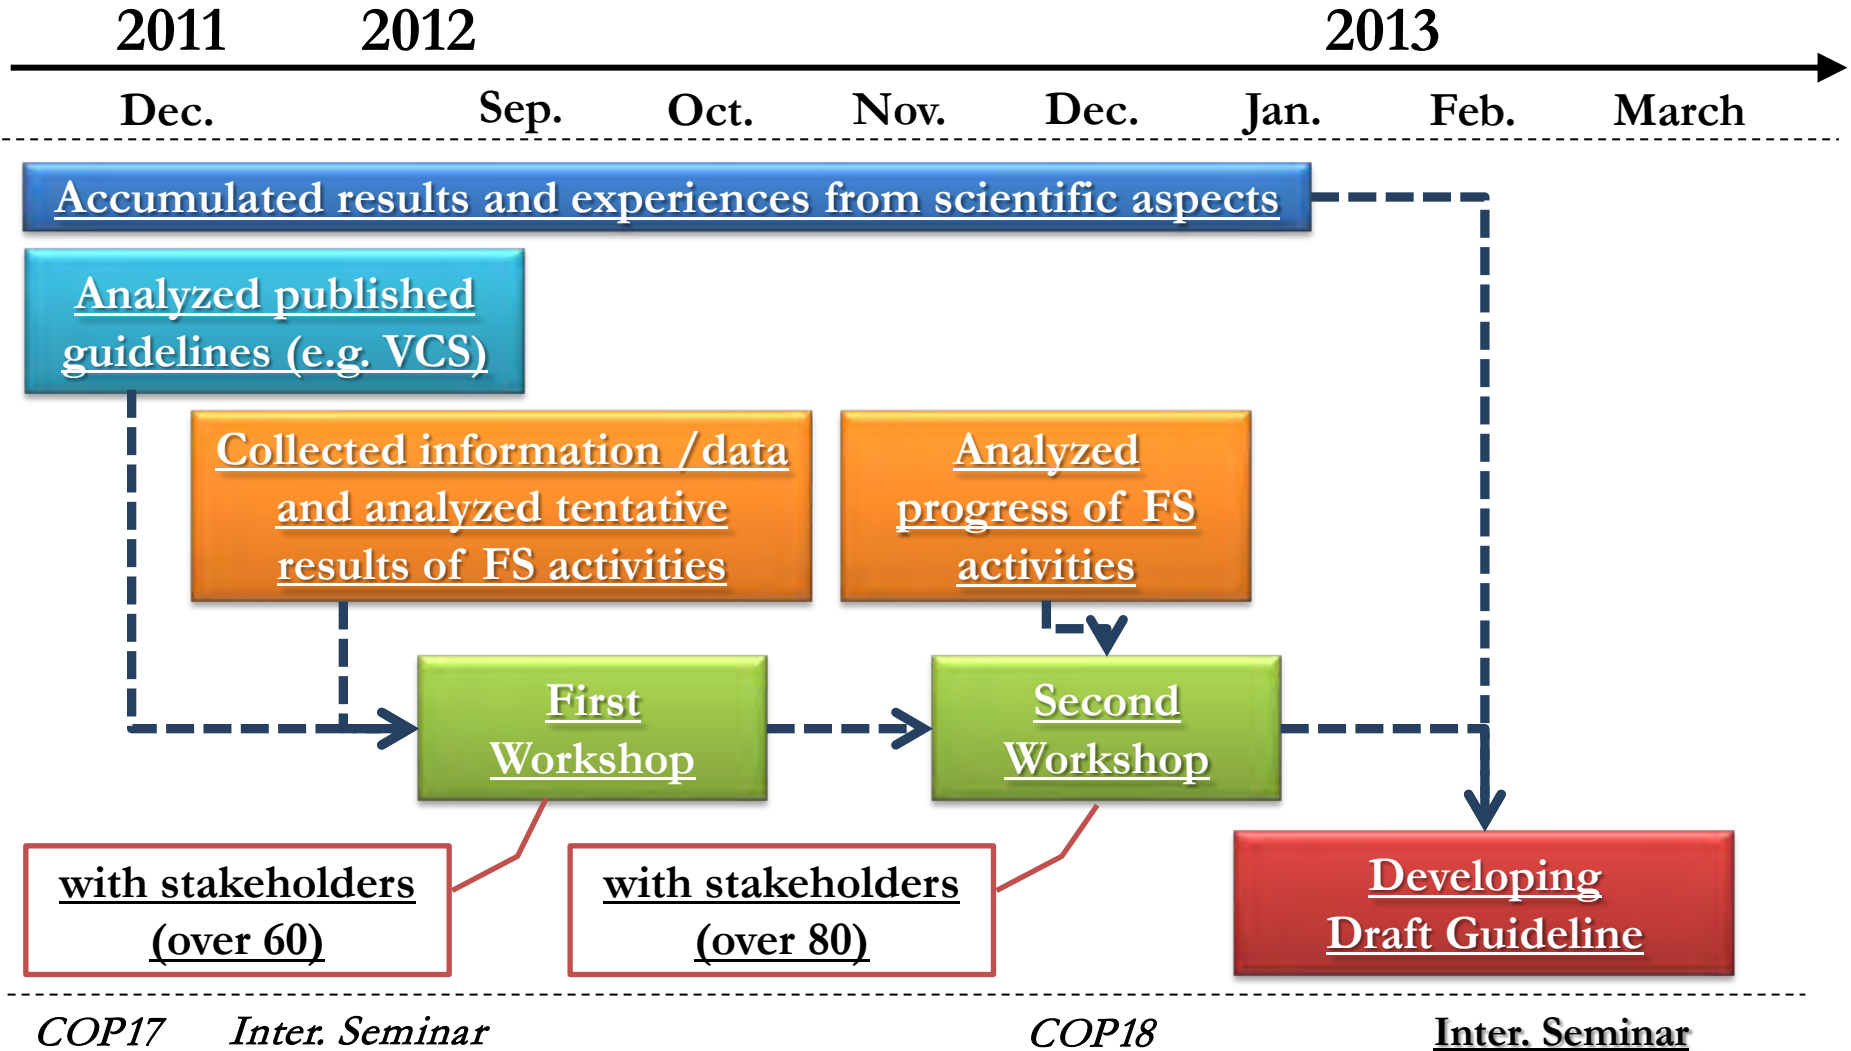 2011 2012 2013
Dec. Sep. Oct. Nov. Dec. Jan. Feb. March
Accumulated results and experiences from scientific aspects
Analyzed published
guidelines (e.g. VCS)
Collected information /data
and analyzed tentative
results of FS activities
Analyzed
progress of FS
activities
First
Workshop
Second
Workshop
with stakeholders
(over 60)
with stakeholders
(over 80)
Developing
Draft Guideline
COP17 Inter. Seminar COP18 Inter. Seminar